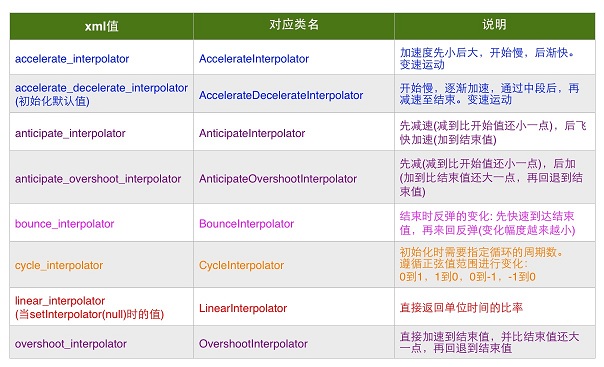 xml值 对应类名 说明
accelerate_interpolator AccelerateInterpolator 加速度先小后大，开始慢，后渐快。
变速运动
accelerate_decelerate_interpolator
(初始化默认值) AccelerateDecelerateInterpolator 开始慢，逐渐加速，通过中段后，再
减速至结束。变速运动
anticipate_interpolator AnticipateInterpolator 先减速(减到比开始值还小一点)，后飞
快加速(加到结束值)
anticipate_overshoot_interpolator AnticipateOvershootInterpolator 先减(减到比开始值还小一点)，后加
(加到比结束值还大一点，再回退到结
束值)
bounce_interpolator BounceInterpolator 结束时反弹的变化: 先快速到达结束
值，再来回反弹(变化幅度越来越小)
cycle_interpolator CycleInterpolator 初始化时需要指定循环的周期数。
遵循正弦值范围进行变化：
0到1，1到0，0到-1，-1到0
linear_interpolator
(当setInterpolator(null)时的值) LinearInterpolator 直接返回单位时间的比率
overshoot_interpolator OvershootInterpolator 直接加速到结束值，并比结束值还大
一点，再回退到结束值